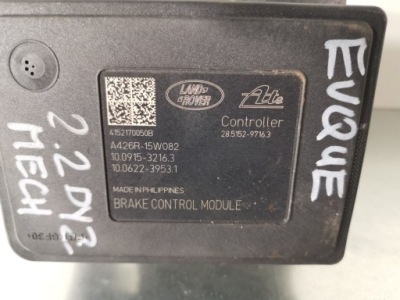 LAND-
ROVER
Ate
4152170050B
Controller
28.5152-9716.3
A426R-15W082
10.0915-3216.3
10.0622-3953.1
MADE IN PHILIPPINES
BRAKE CONTROL MODULE
EVQUE
2.2 DY2
MECH